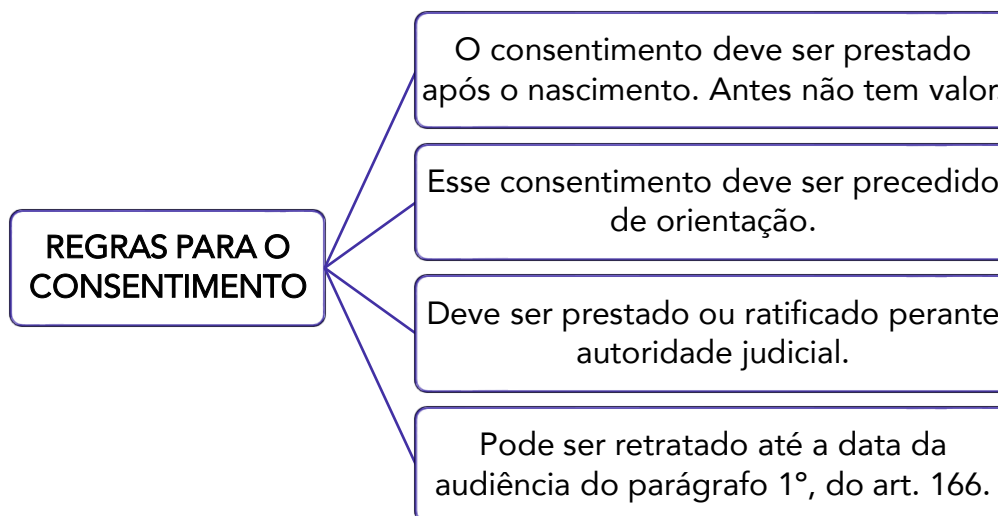 O consentimento deve ser prestado
após o nascimento. Antes não tem valor.
Esse consentimento deve ser precedido
de orientação.
REGRAS PARA O
CONSENTIMENTO
Deve ser prestado ou ratificado perante
autoridade judicial.
Pode ser retratado até a data da
audiência do parágrafo 1º, do art. 166.